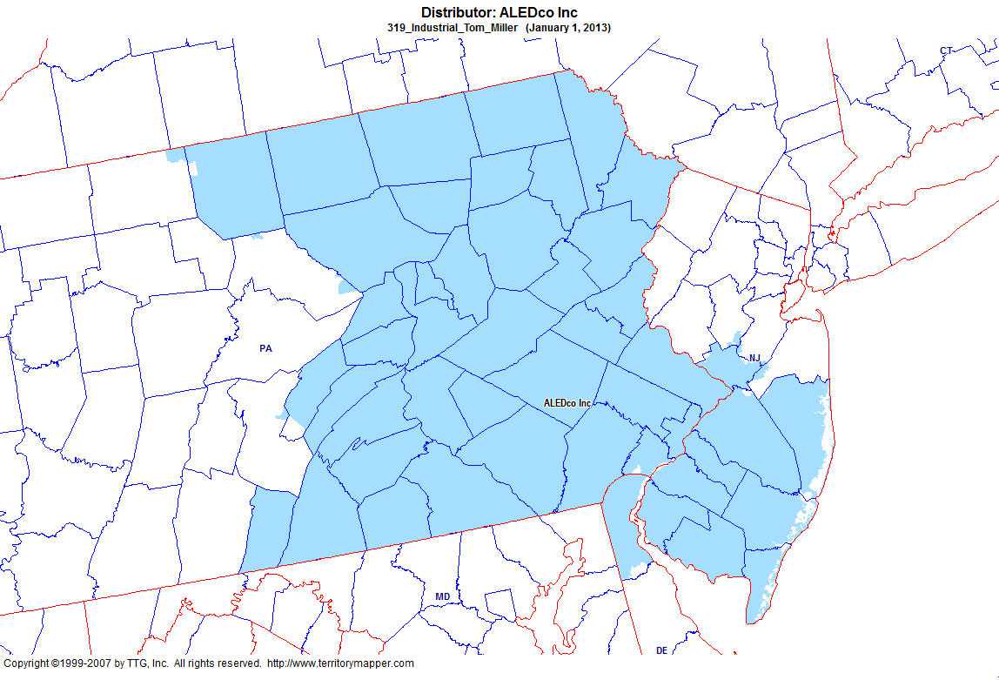 Distributor: ALEDco Inc
319_Industrial_Tom_Miller (January 1, 2013)
CT
PA
NJ
ALEDco Inc
MD
DE
Copyright ©1999-2007 by TTG, Inc. All rights reserved. http://www.territorymapper.com